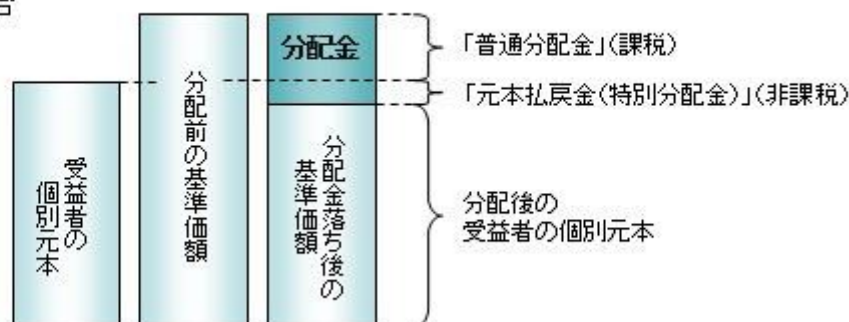 受益者の
個別元本
分配前の基準価額
分配金
分配金落ち後の
基準価額
「普通分配金」(課税)
「元本払戻金(特別分配金)」(非課税)
分配後の
受益者の個別元本